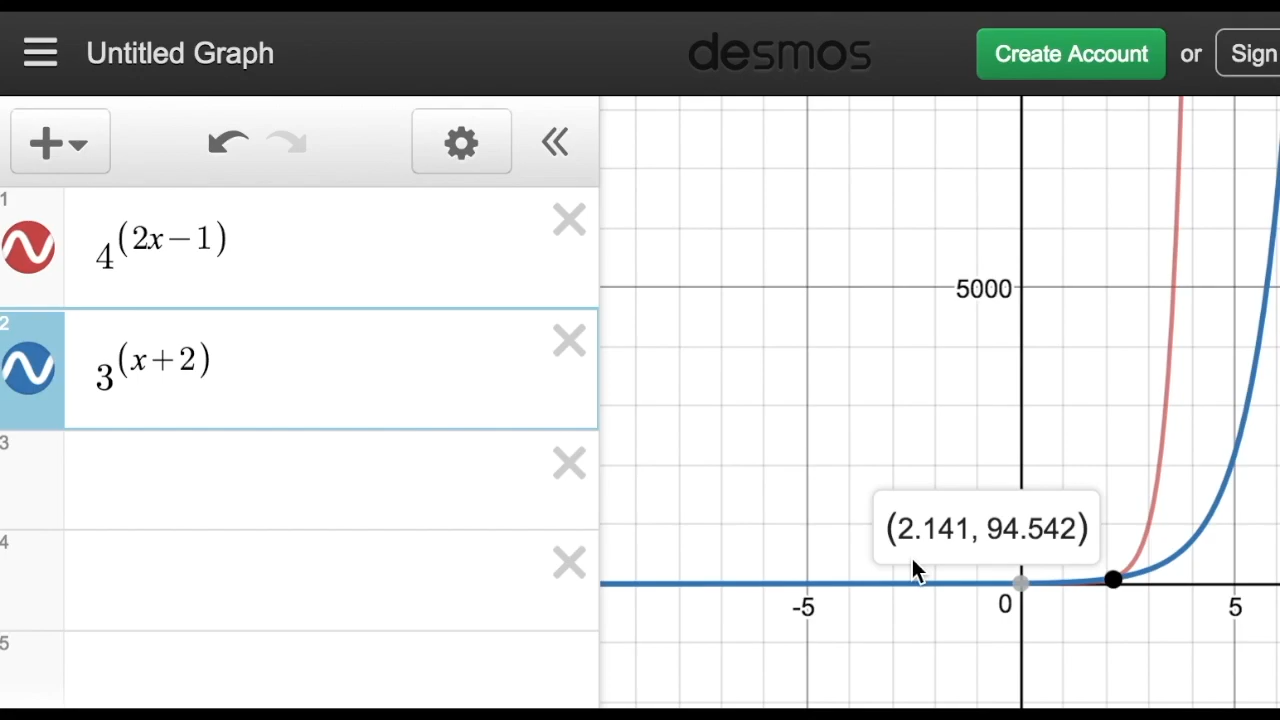 Untitled Graph
desmos
Create Account or Sign
1
4^(2x−1)
2
3^(x+2)
3
4
5
5000
(2.141, 94.542)
-5
0
5